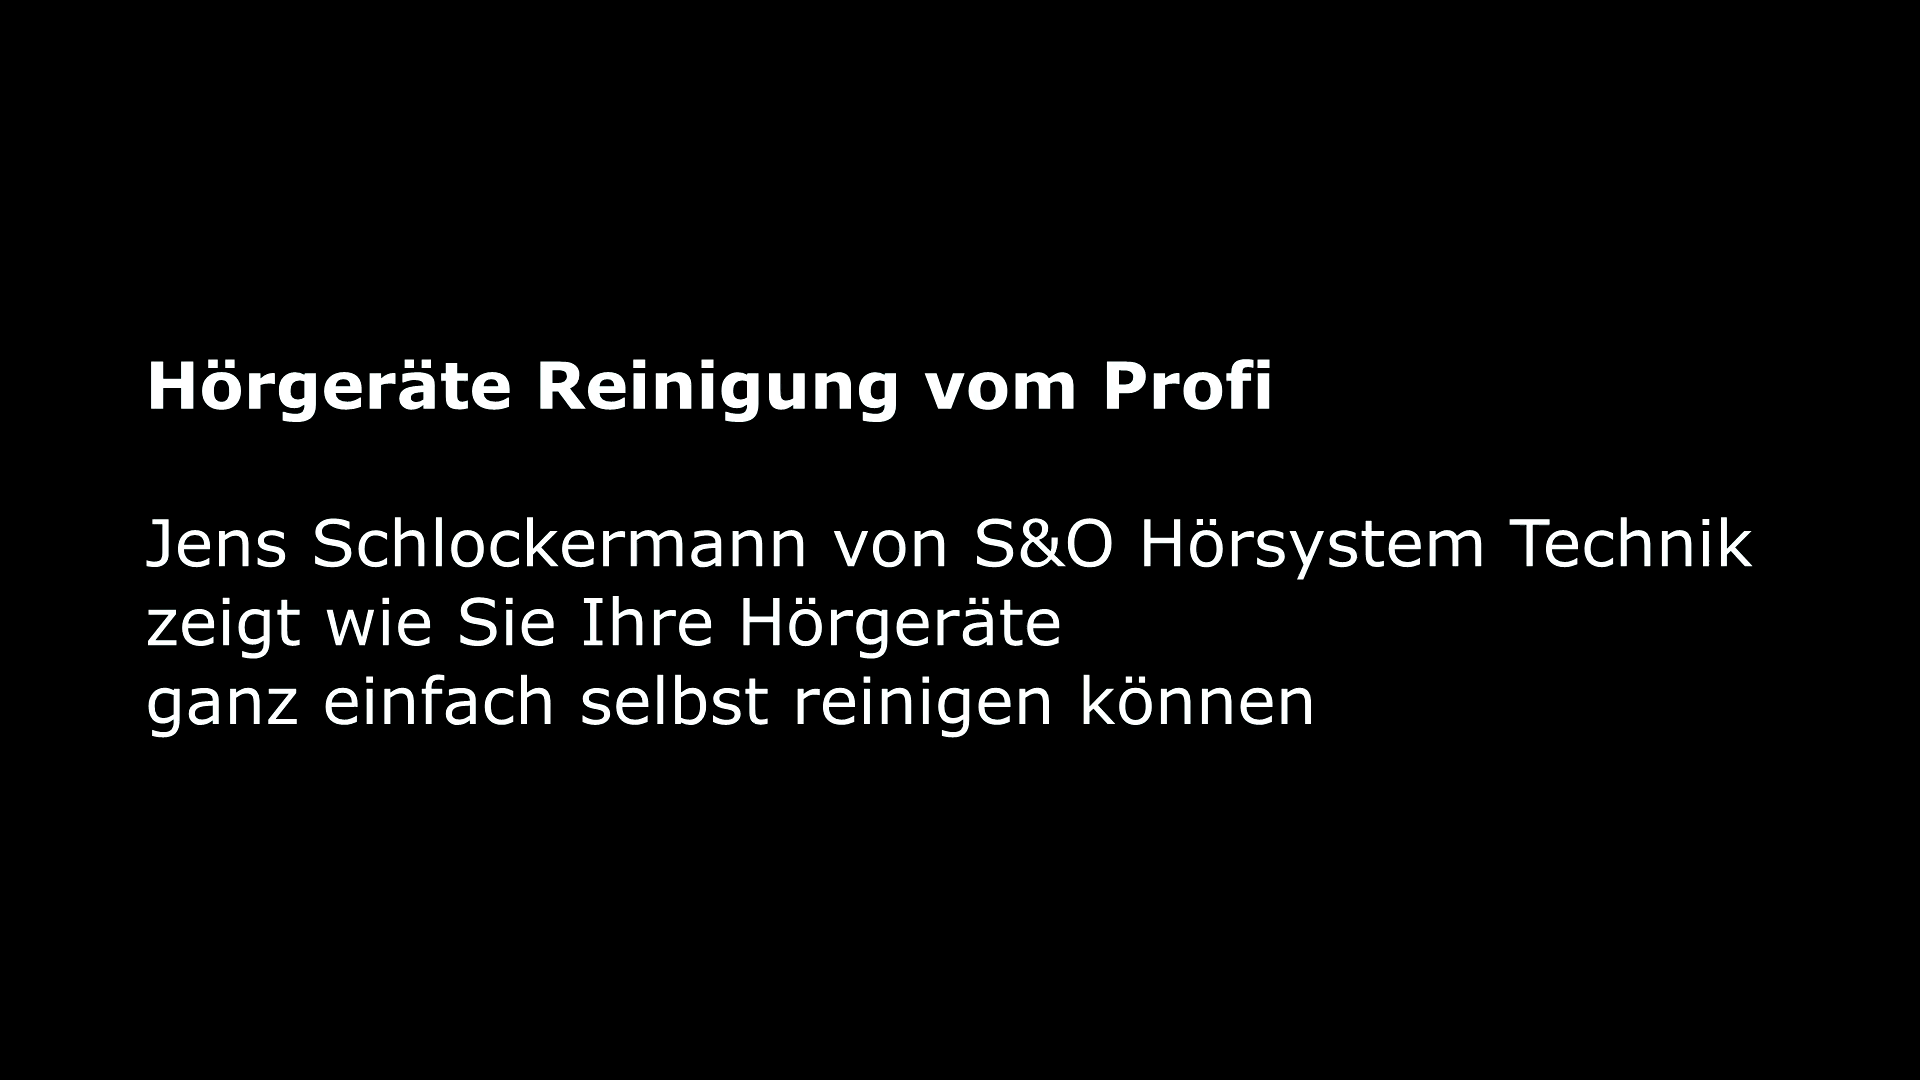 Hörgeräte Reinigung vom Profi
Jens Schlockermann von S&O Hörsystem Technik
zeigt wie Sie Ihre Hörgeräte
ganz einfach selbst reinigen können